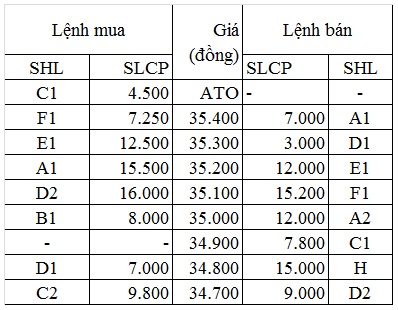 Lệnh mua Giá (đồng) Lệnh bán
SHL SLCP SLCP SHL
C1 4.500 ATO - -
F1 7.250 35.400 7.000 A1
E1 12.500 35.300 3.000 D1
A1 15.500 35.200 12.000 E1
D2 16.000 35.100 15.200 F1
B1 8.000 35.000 12.000 A2
- - 34.900 7.800 C1
D1 7.000 34.800 15.000 H
C2 9.800 34.700 9.000 D2